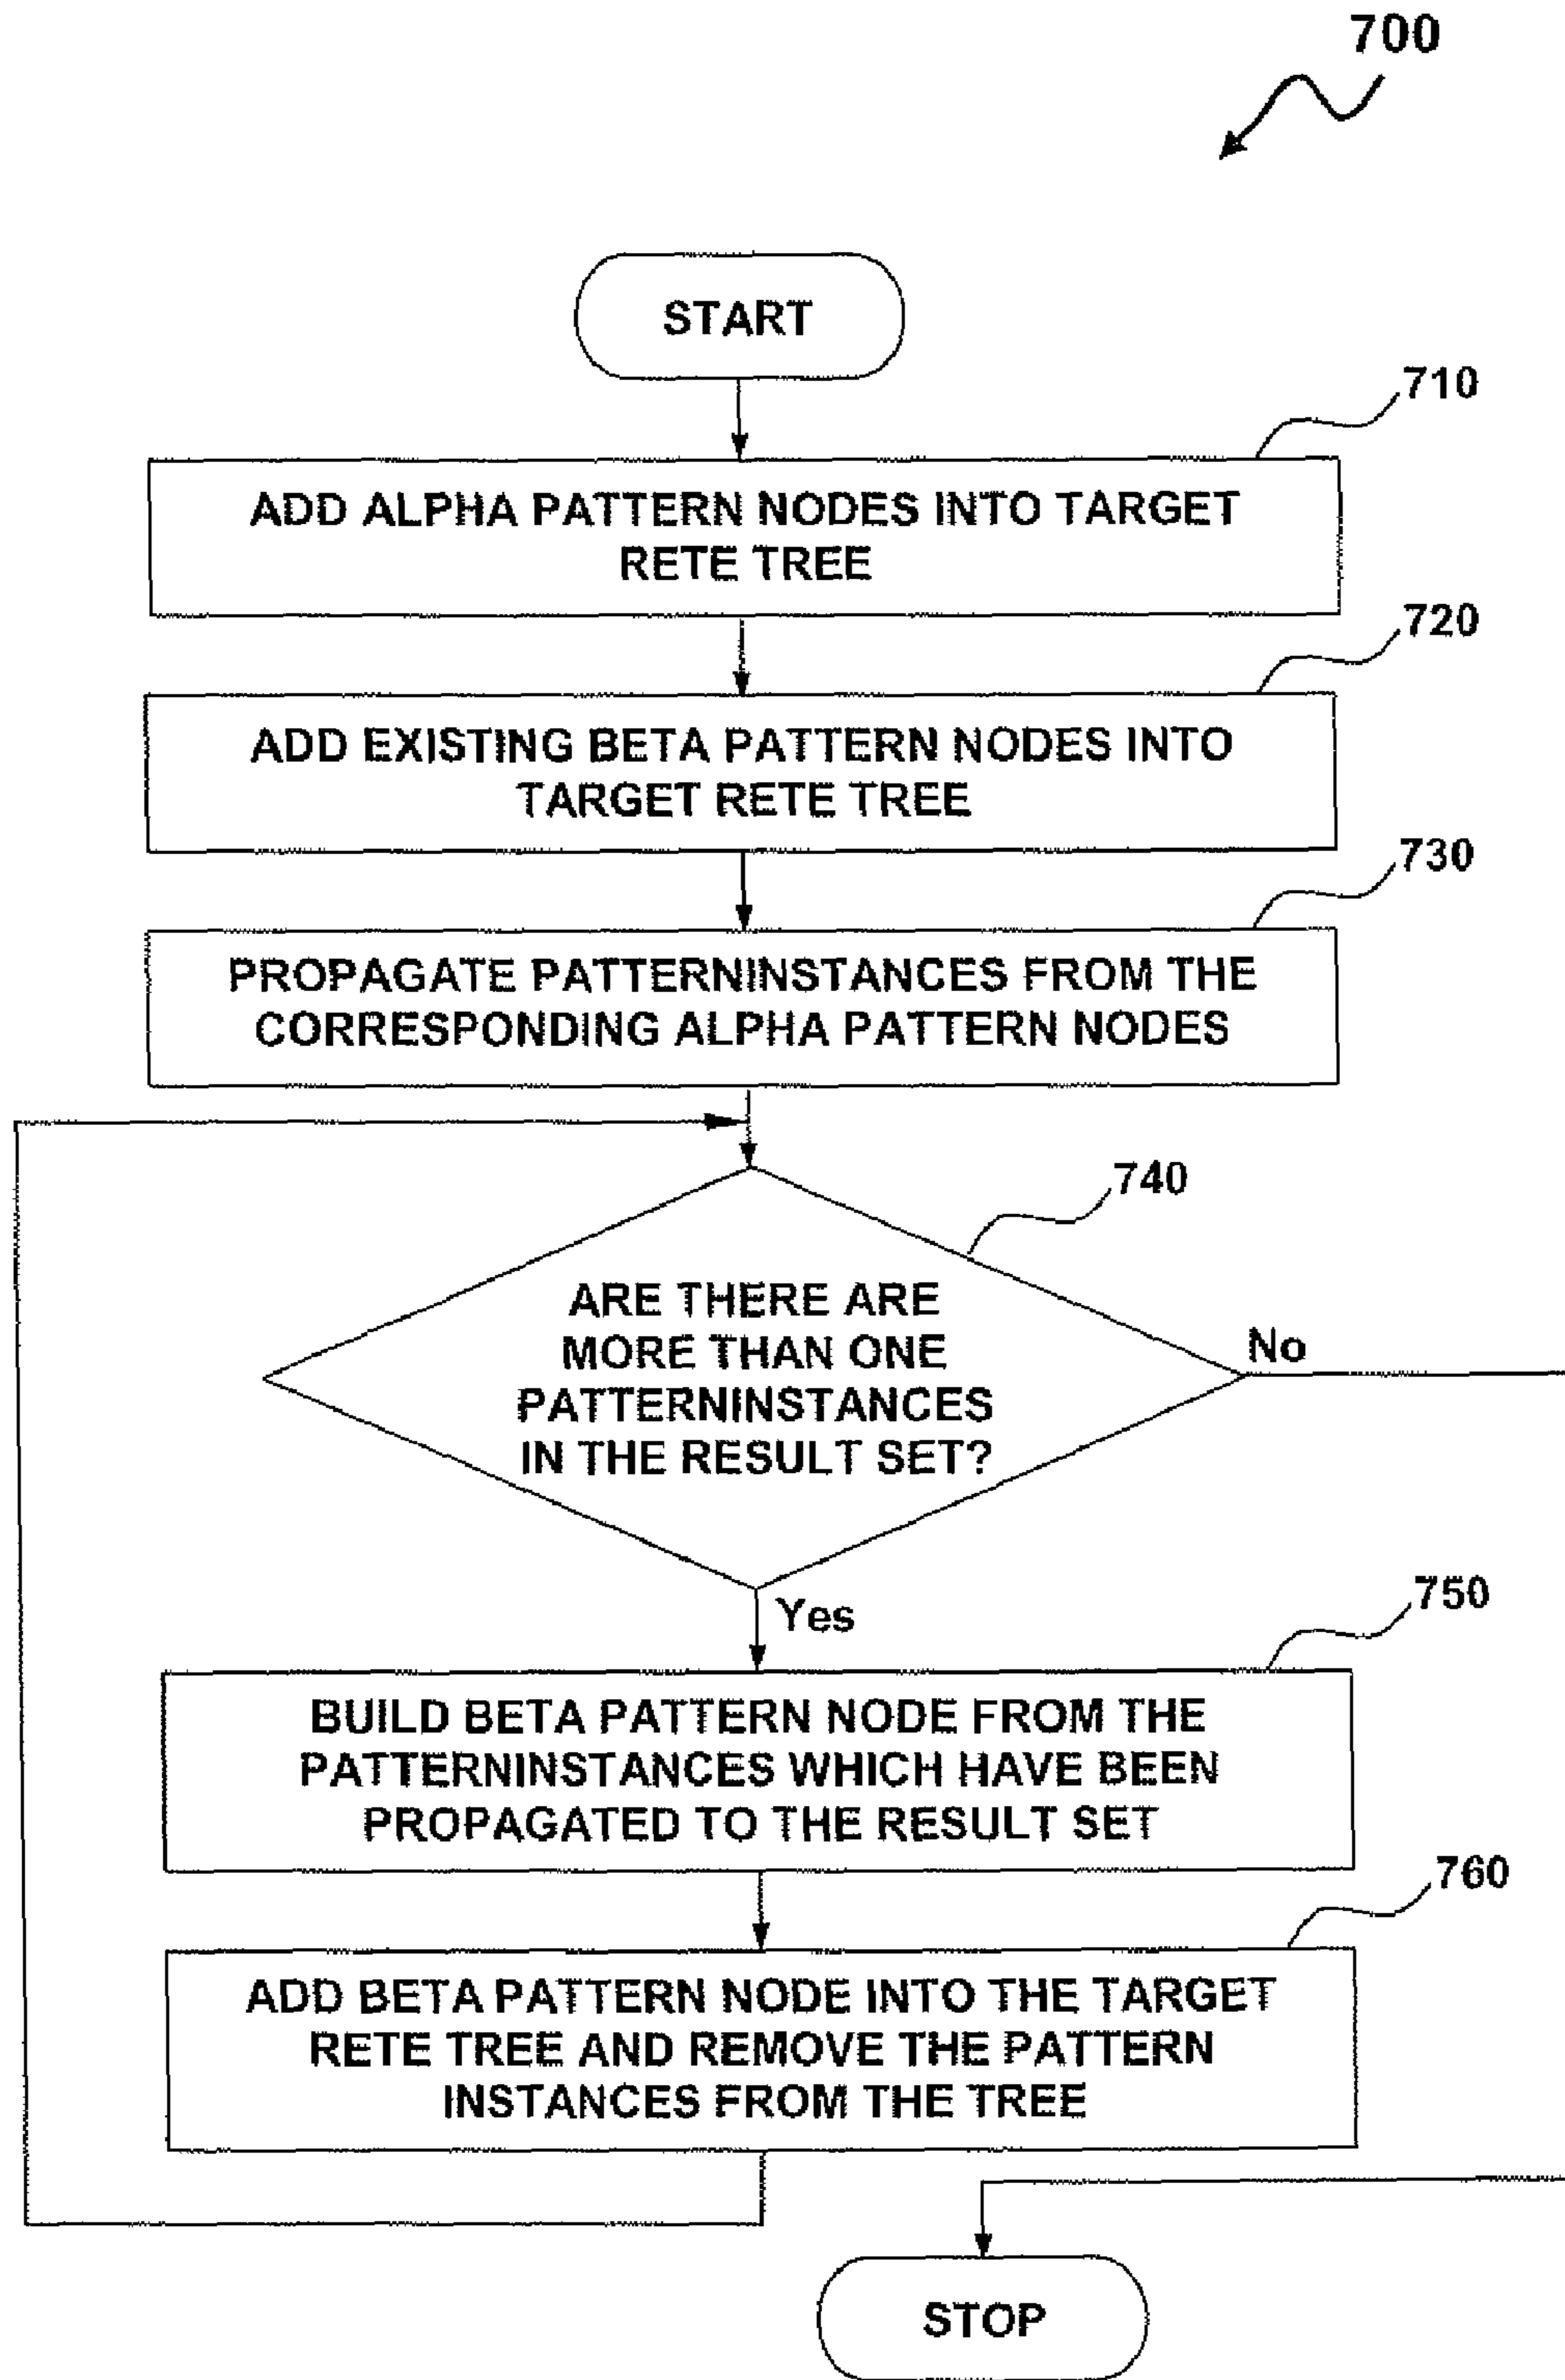 700
START
710
ADD ALPHA PATTERN NODES INTO TARGET
RETE TREE
720
ADD EXISTING BETA PATTERN NODES INTO
TARGET RETE TREE
730
PROPAGATE PATTERNINSTANCES FROM THE
CORRESPONDING ALPHA PATTERN NODES
740
ARE THERE ARE
MORE THAN ONE
PATTERNINSTANCES
IN THE RESULT SET?
No
Yes
750
BUILD BETA PATTERN NODE FROM THE
PATTERNINSTANCES WHICH HAVE BEEN
PROPAGATED TO THE RESULT SET
760
ADD BETA PATTERN NODE INTO THE TARGET
RETE TREE AND REMOVE THE PATTERN
INSTANCES FROM THE TREE
STOP